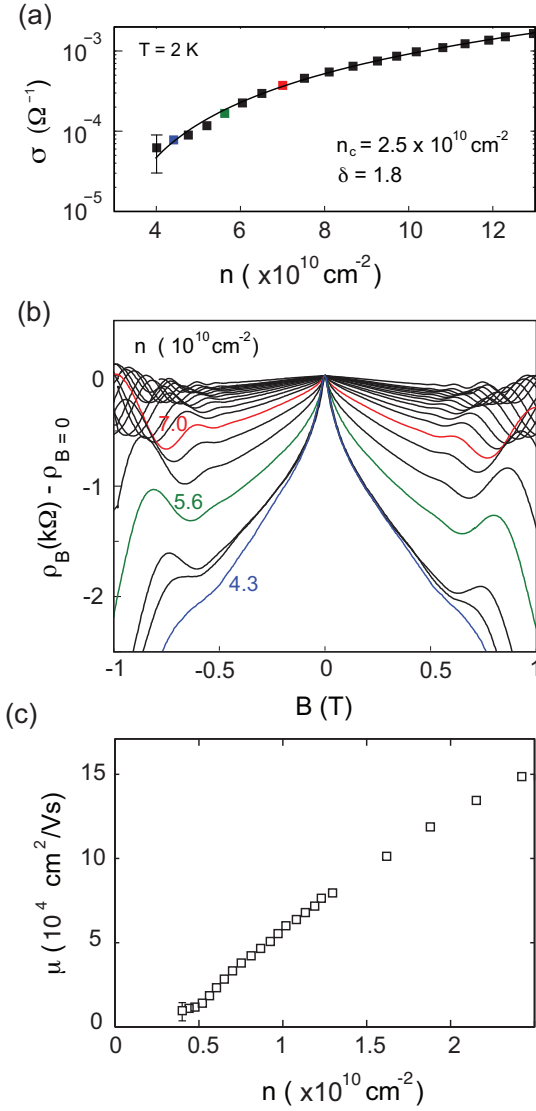 (a)
10⁻³
10⁻⁴
10⁻⁵
σ (Ω⁻¹)
T = 2 K
n_c = 2.5 x 10¹⁰ cm⁻²
δ = 1.8
4 6 8 10 12
n ( x10¹⁰ cm⁻²)
(b)
n (10¹⁰cm⁻²)
0
-1
-2
ρ_B(kΩ) - ρ_B = 0
7.0
5.6
4.3
-1 -0.5 0 0.5 1
B (T)
(c)
15
10
5
0
μ (10⁴ cm²/Vs)
0 0.5 1 1.5 2
n ( x10¹⁰ cm⁻²)